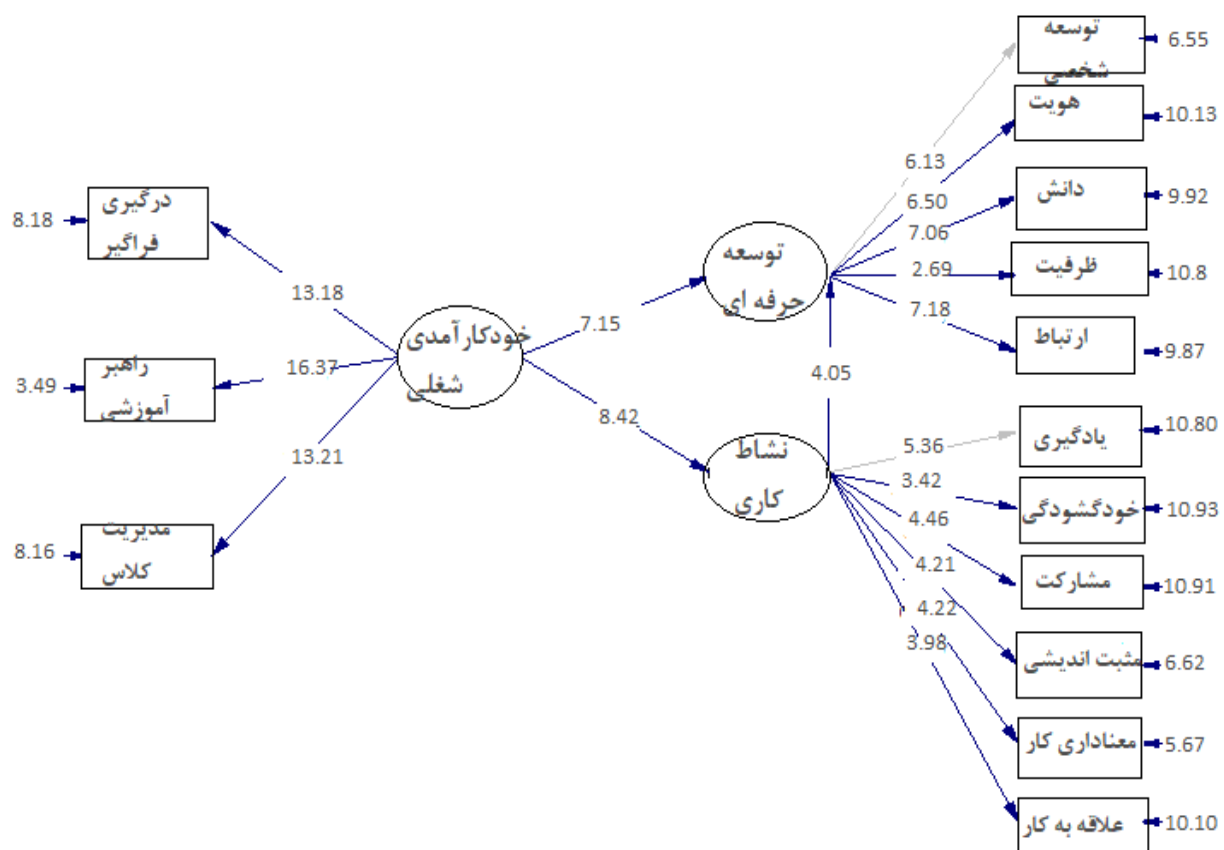 توسعه
شخصی
6.55
هویت
10.13
دانش
9.92
ظرفیت
10.8
ارتباط
9.87
6.13
6.50
7.06
2.69
7.18
توسعه
حرفه ای
7.15
4.05
8.42
درگیری
فراگیر
8.18
13.18
راهبر
آموزشی
3.49
16.37
مدیریت
کلاس
8.16
13.21
خودکارآمدی
شغلی
نشاط
کاری
5.36
3.42
4.46
4.21
4.22
3.98
یادگیری
10.80
خودگشودگی
10.93
مشارکت
10.91
مثبت اندیشی
6.62
معناداری کار
5.67
علاقه به کار
10.10